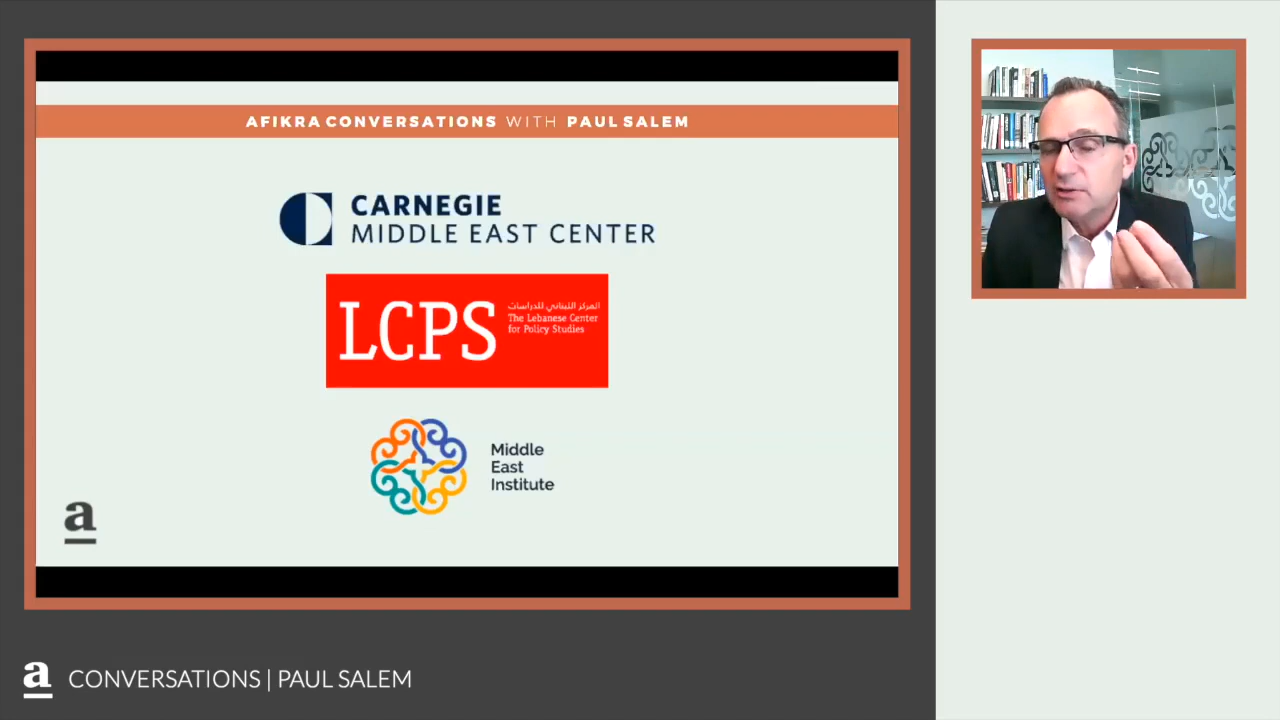 AFIKRA CONVERSATIONS WITH PAUL SALEM
CARNEGIE
MIDDLE EAST CENTER
LCPS
المركز اللبناني للدراسات
The Lebanese Center
for Policy Studies
Middle
East
Institute
a
a CONVERSATIONS | PAUL SALEM